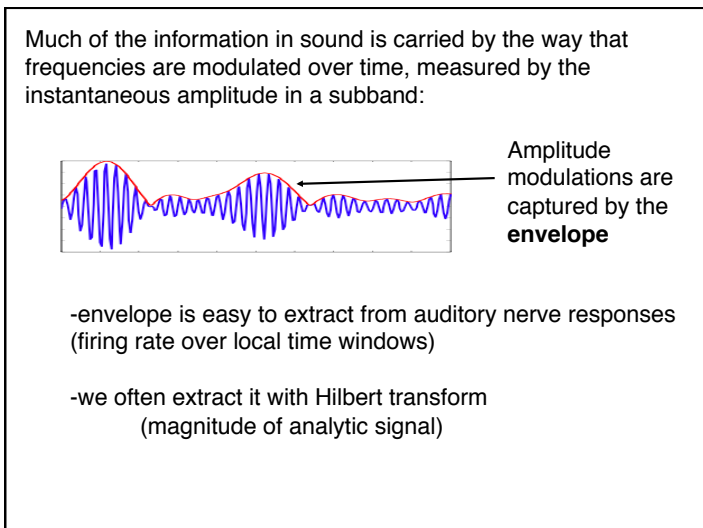 Much of the information in sound is carried by the way that
frequencies are modulated over time, measured by the
instantaneous amplitude in a subband:
Amplitude
modulations are
captured by the
envelope
-envelope is easy to extract from auditory nerve responses
(firing rate over local time windows)
-we often extract it with Hilbert transform
(magnitude of analytic signal)